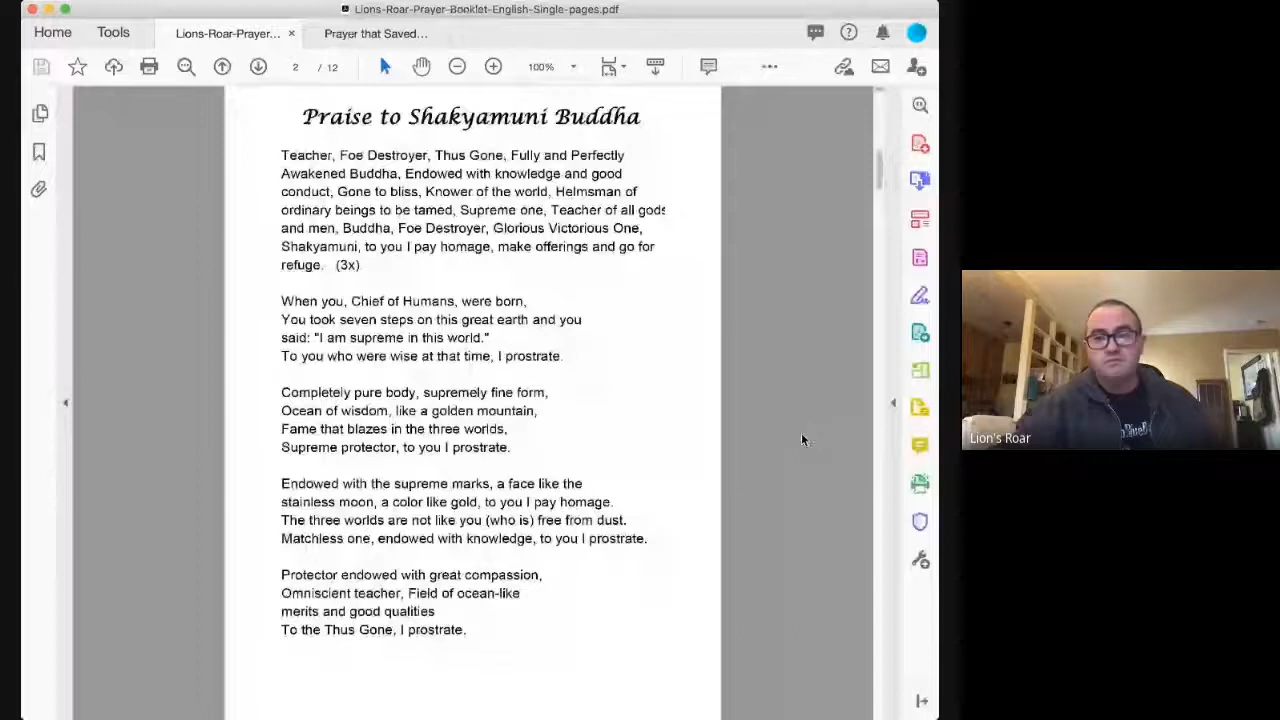 Lions-Roar-Prayer-Booklet-English-Single-pages.pdf
Home
Tools
Lions-Roar-Prayer... ×
Prayer that Saved...
2 / 12
100%
Praise to Shakyamuni Buddha
Teacher, Foe Destroyer, Thus Gone, Fully and Perfectly
Awakened Buddha, Endowed with knowledge and good
conduct, Gone to bliss, Knower of the world, Helmsman of
ordinary beings to be tamed, Supreme one, Teacher of all gods
and men, Buddha, Foe Destroyer, Glorious Victorious One,
Shakyamuni, to you I pay homage, make offerings and go for
refuge. (3x)
When you, Chief of Humans, were born,
You took seven steps on this great earth and you
said: "I am supreme in this world."
To you who were wise at that time, I prostrate.
Completely pure body, supremely fine form,
Ocean of wisdom, like a golden mountain,
Fame that blazes in the three worlds,
Supreme protector, to you I prostrate.
Endowed with the supreme marks, a face like the
stainless moon, a color like gold, to you I pay homage.
The three worlds are not like you (who is) free from dust.
Matchless one, endowed with knowledge, to you I prostrate.
Protector endowed with great compassion,
Omniscient teacher, Field of ocean-like
merits and good qualities
To the Thus Gone, I prostrate.
Lion's Roar